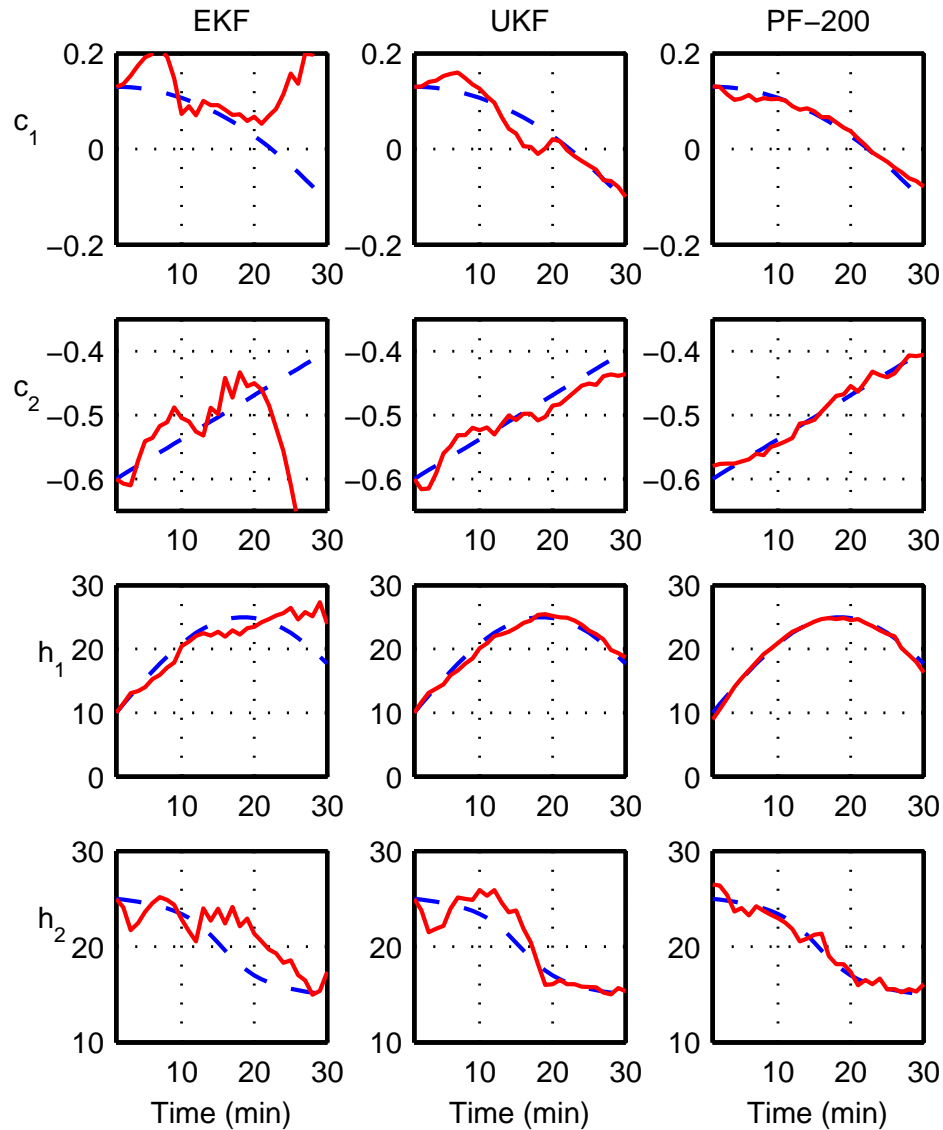 EKF UKF PF−200
0.2 0.2 0.2
c1
0 0 0
−0.2 −0.2 −0.2
10 20 30 10 20 30 10 20 30
−0.4 −0.4 −0.4
c2
−0.5 −0.5 −0.5
−0.6 −0.6 −0.6
10 20 30 10 20 30 10 20 30
30 30 30
20 20 20
h1
10 10 10
0 0 0
10 20 30 10 20 30 10 20 30
30 30 30
h2
20 20 20
10 10 10
10 20 30 10 20 30 10 20 30
Time (min) Time (min) Time (min)